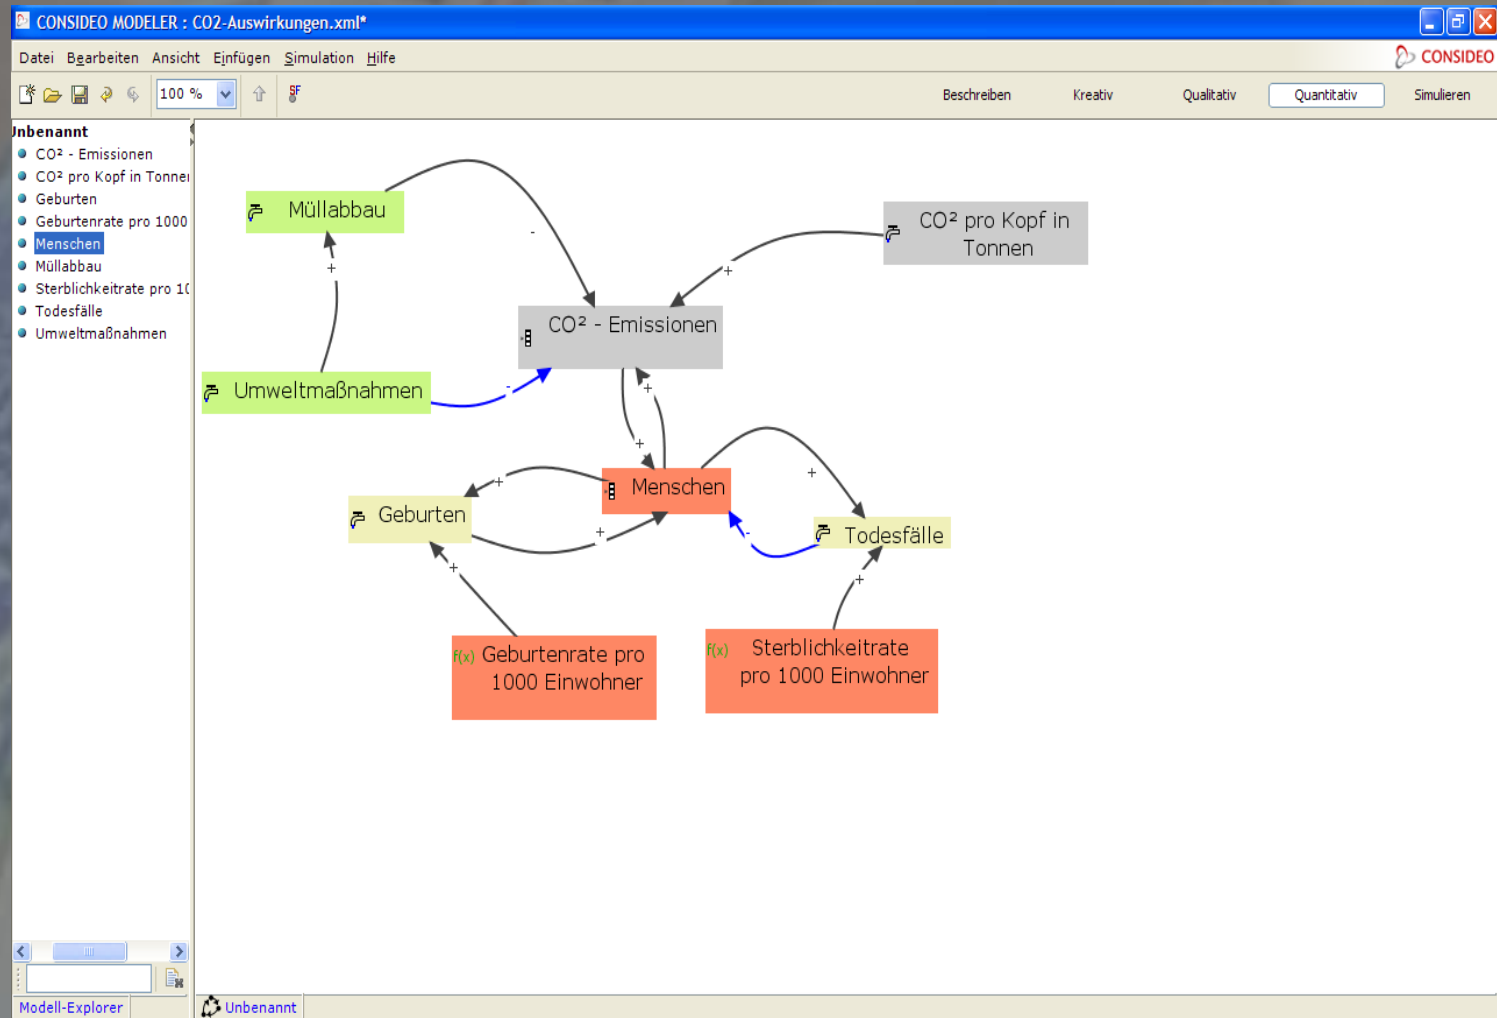 CONSIDEO MODELER : CO2-Auswirkungen.xml*
Datei Bearbeiten Ansicht Einfügen Simulation Hilfe
CONSIDEO
100 %
SF
Beschreiben Kreativ Qualitativ Quantitativ Simulieren
Unbenannt
CO² - Emissionen
CO² pro Kopf in Tonnen
Geburten
Geburtenrate pro 1000
Menschen
Müllabbau
Sterblichkeitrate pro 10
Todesfälle
Umweltmaßnahmen
Müllabbau
-
CO² pro Kopf in
Tonnen
+
+
CO² - Emissionen
Umweltmaßnahmen
-
+
+
Menschen
+
+
Geburten
+
-
Todesfälle
+
+
f(x) Geburtenrate pro
1000 Einwohner
f(x) Sterblichkeitrate
pro 1000 Einwohner
Modell-Explorer
Unbenannt